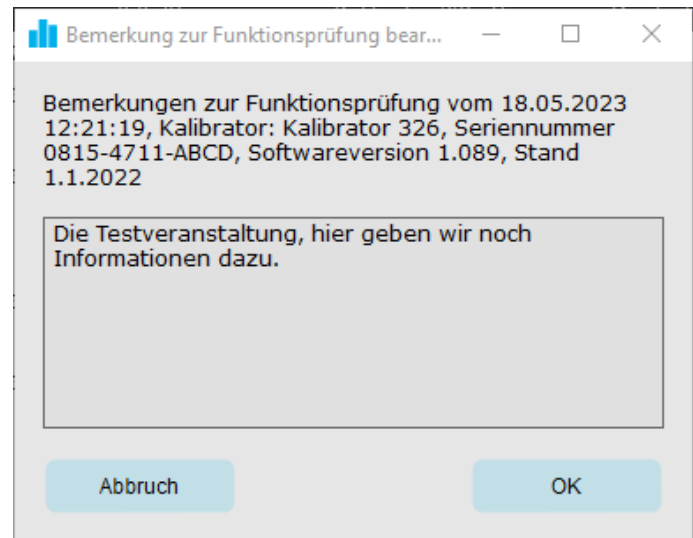 Bemerkung zur Funktionsprüfung bear...
Bemerkungen zur Funktionsprüfung vom 18.05.2023
12:21:19, Kalibrator: Kalibrator 326, Seriennummer
0815-4711-ABCD, Softwareversion 1.089, Stand
1.1.2022
Die Testveranstaltung, hier geben wir noch
Informationen dazu.
Abbruch OK